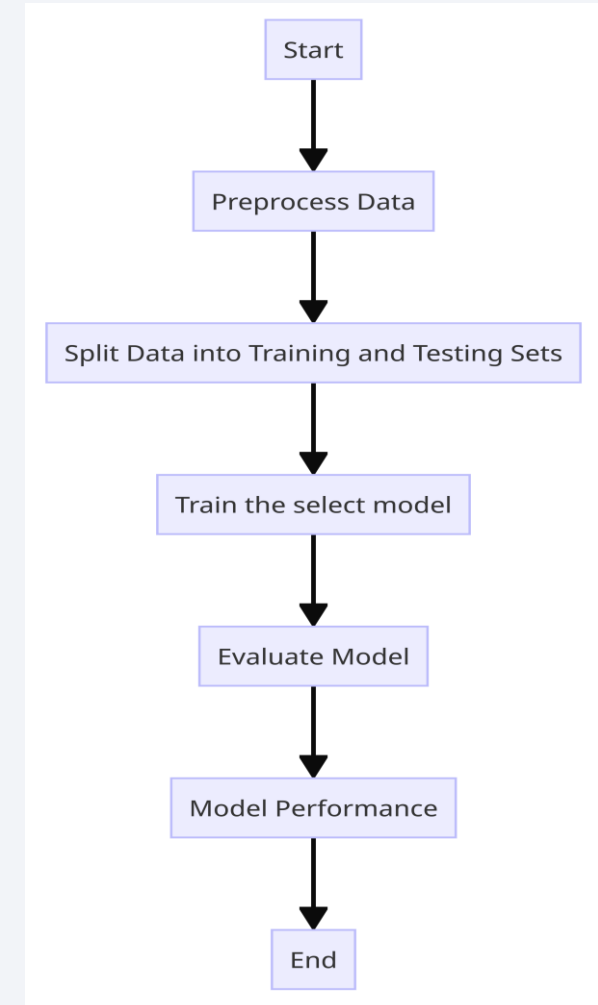 Start
Preprocess Data
Split Data into Training and Testing Sets
Train the select model
Evaluate Model
Model Performance
End